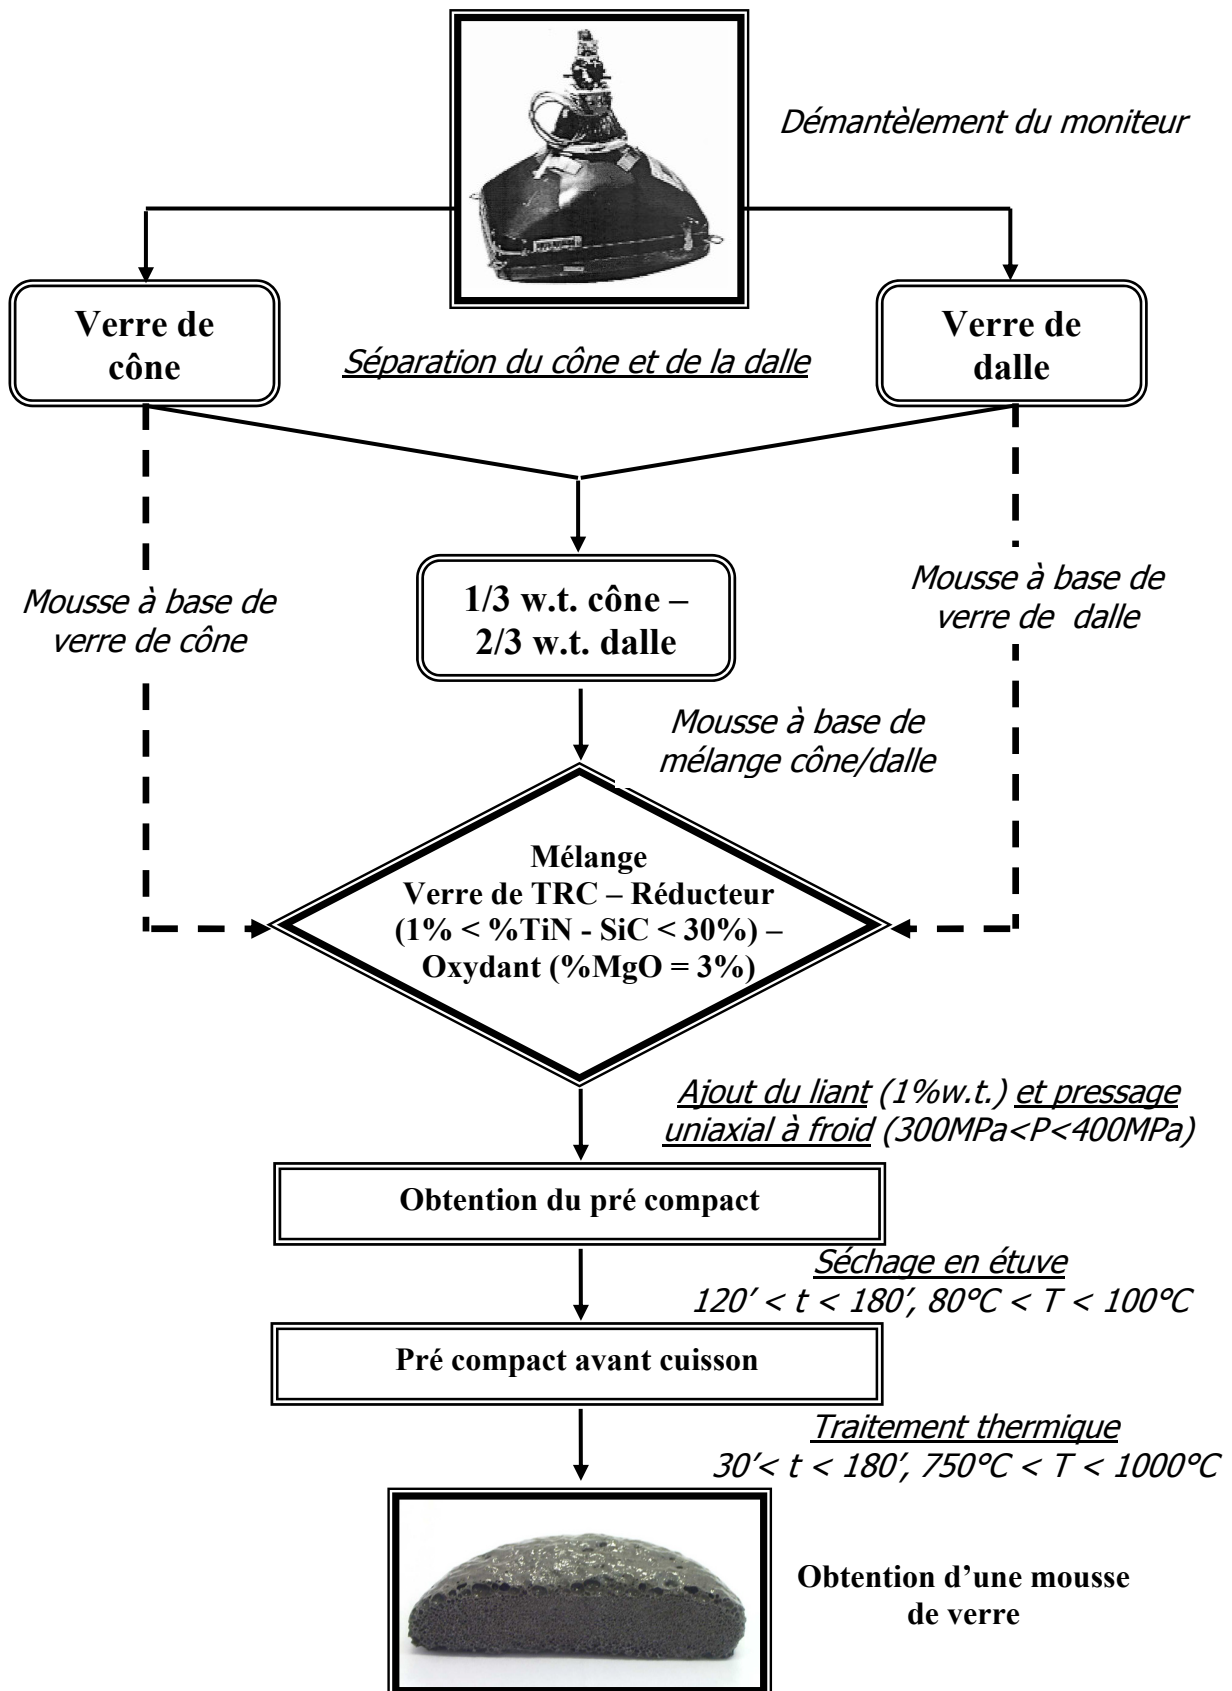 Démantèlement du moniteur
Verre de
cône
Séparation du cône et de la dalle
Verre de
dalle
Mousse à base de
verre de cône
1/3 w.t. cône –
2/3 w.t. dalle
Mousse à base de
verre de dalle
Mousse à base de
mélange cône/dalle
Mélange
Verre de TRC – Réducteur
(1% < %TiN - SiC < 30%) –
Oxydant (%MgO = 3%)
Ajout du liant (1%w.t.) et pressage
uniaxial à froid (300MPa<P<400MPa)
Obtention du pré compact
Séchage en étuve
120’ < t < 180’, 80°C < T < 100°C
Pré compact avant cuisson
Traitement thermique
30’< t < 180’, 750°C < T < 1000°C
Obtention d’une mousse
de verre